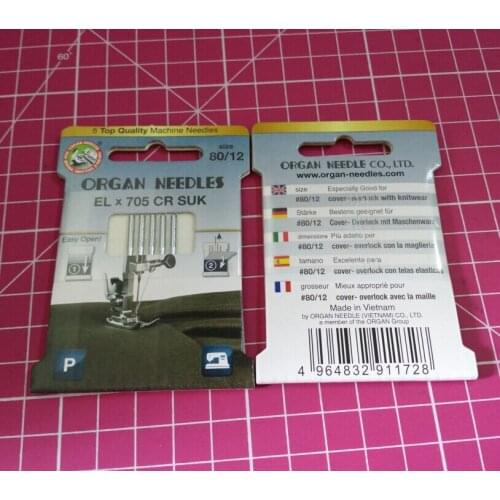 60°
5 Top Quality Machine Needles
size
80/12
ORGAN NEEDLES
EL x 705 CR SUK
Easy Open!
1
2
P
ORGAN NEEDLE CO., LTD.
www.organ-needles.com
size Especially Good for
#80/12 cover- overlock with knitwear
Stärke Bestens geeignet für
#80/12 Cover- Overlock mit Maschenware
dimensione Più adatto per
#80/12 cover- overlock con la maglieria
tamano Excelente para
#80/12 cover- overlock con telas elastica
grosseur Mieux approprié pour
#80/12 cover- overlock avec la maille
Made in Vietnam
by ORGAN NEEDLE (VIETNAM) CO., LTD.
a member of the ORGAN Group
4 964832 911728